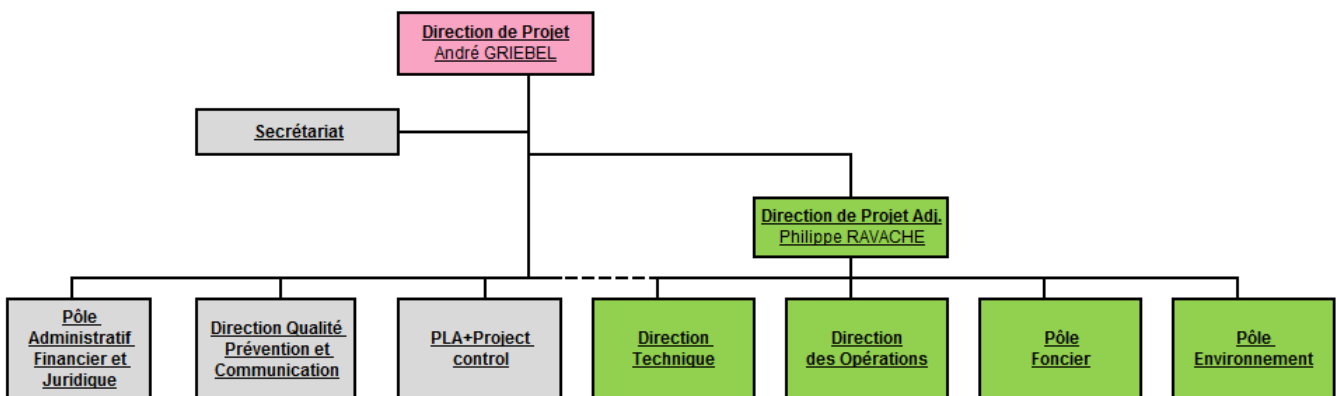 Direction de Projet
André GRIEBEL
Secrétariat
Direction de Projet Adj.
Philippe RAVACHE
Pôle
Administratif
Financier et
Juridique
Direction Qualité
Prévention et
Communication
PLA+Project
control
Direction
Technique
Direction
des Opérations
Pôle
Foncier
Pôle
Environnement